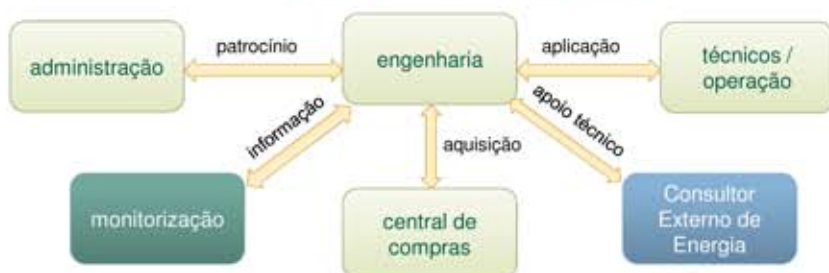 patrocínio
aplicação
administração
engenharia
técnicos /
operação
informação
aquisição
apoio técnico
monitorização
central de
compras
Consultor
Externo de
Energia